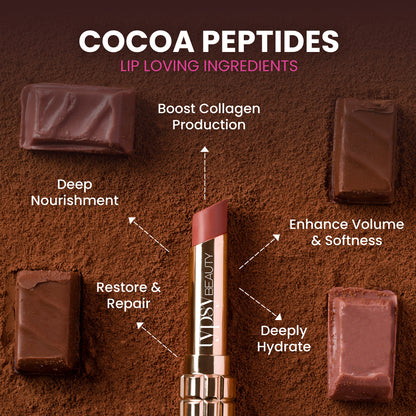 COCOA PEPTIDES
LIP LOVING INGREDIENTS
Boost Collagen
Production
Deep
Nourishment
Enhance Volume
& Softness
Restore &
Repair
Deeply
Hydrate
BEAUTY